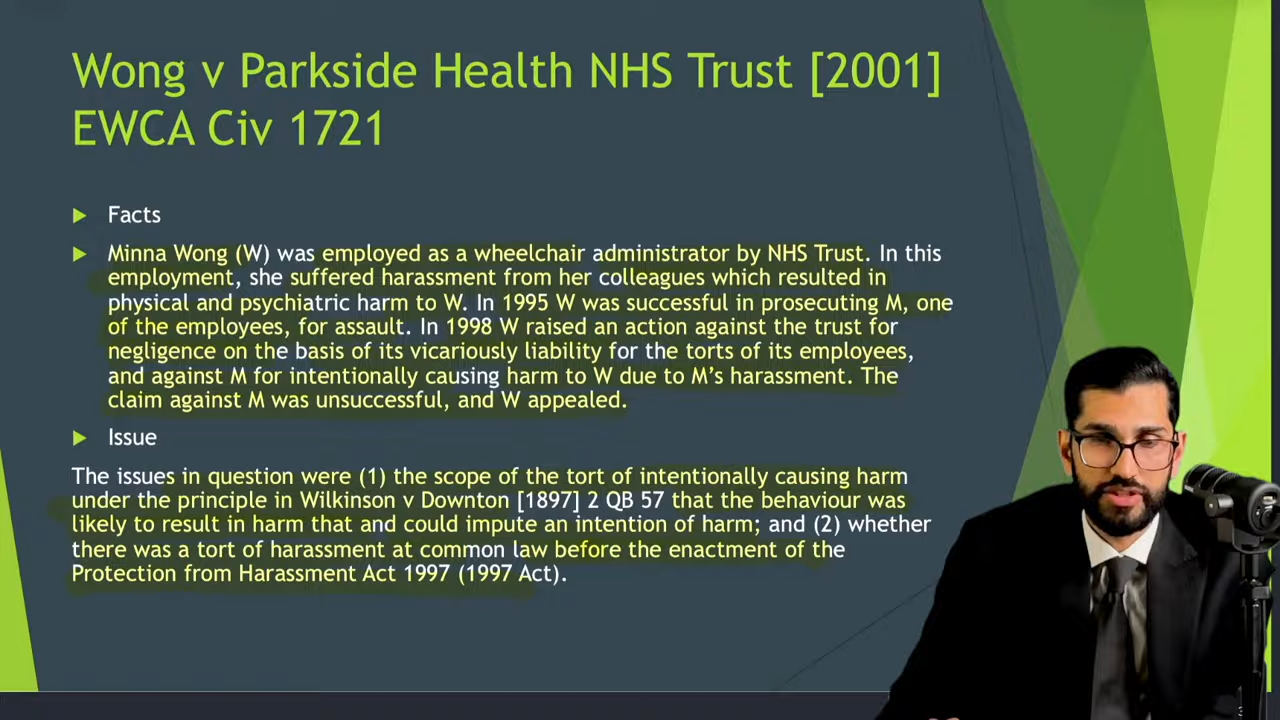 Wong v Parkside Health NHS Trust [2001]
EWCA Civ 1721
Facts
Minna Wong (W) was employed as a wheelchair administrator by NHS Trust. In this
employment, she suffered harassment from her colleagues which resulted in
physical and psychiatric harm to W. In 1995 W was successful in prosecuting M, one
of the employees, for assault. In 1998 W raised an action against the trust for
negligence on the basis of its vicariously liability for the torts of its employees,
and against M for intentionally causing harm to W due to M's harassment. The
claim against M was unsuccessful, and W appealed.
Issue
The issues in question were (1) the scope of the tort of intentionally causing harm
under the principle in Wilkinson v Downton [1897] 2 QB 57 that the behaviour was
likely to result in harm that and could impute an intention of harm; and (2) whether
there was a tort of harassment at common law before the enactment of the
Protection from Harassment Act 1997 (1997 Act).